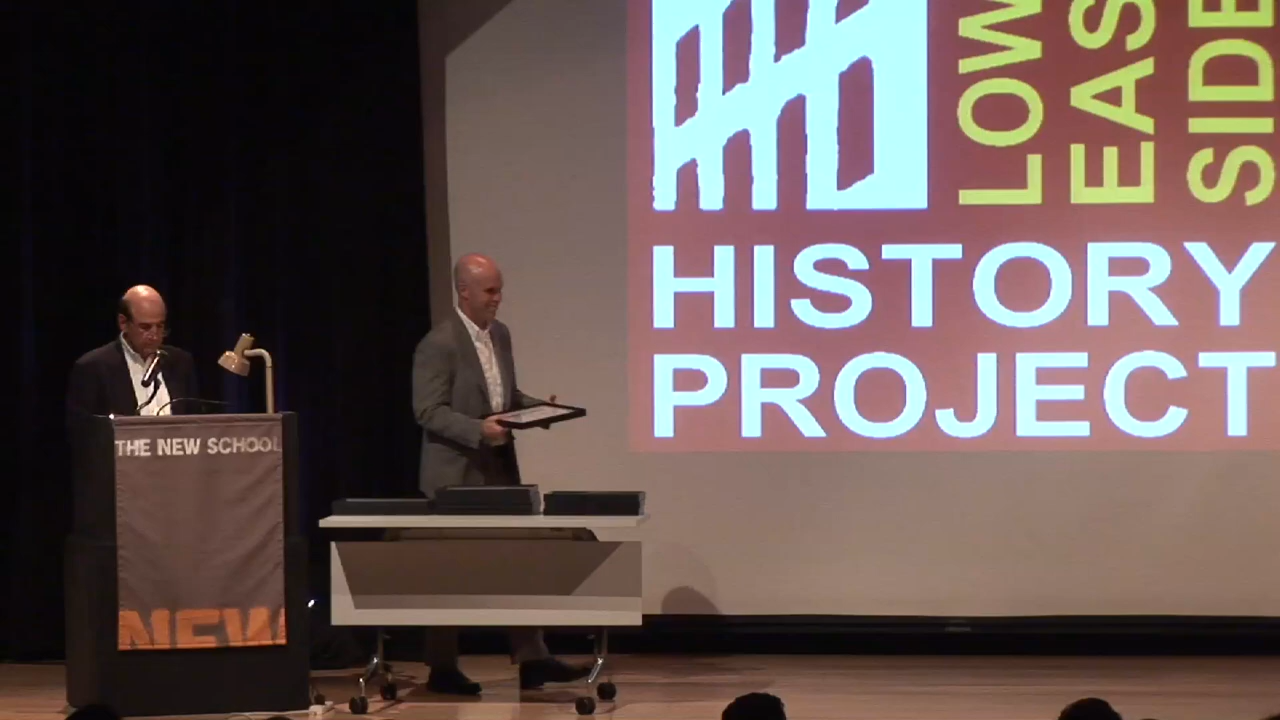 LOW
EAS
SIDE
HISTORY
PROJECT
THE NEW SCHOOL
NEW